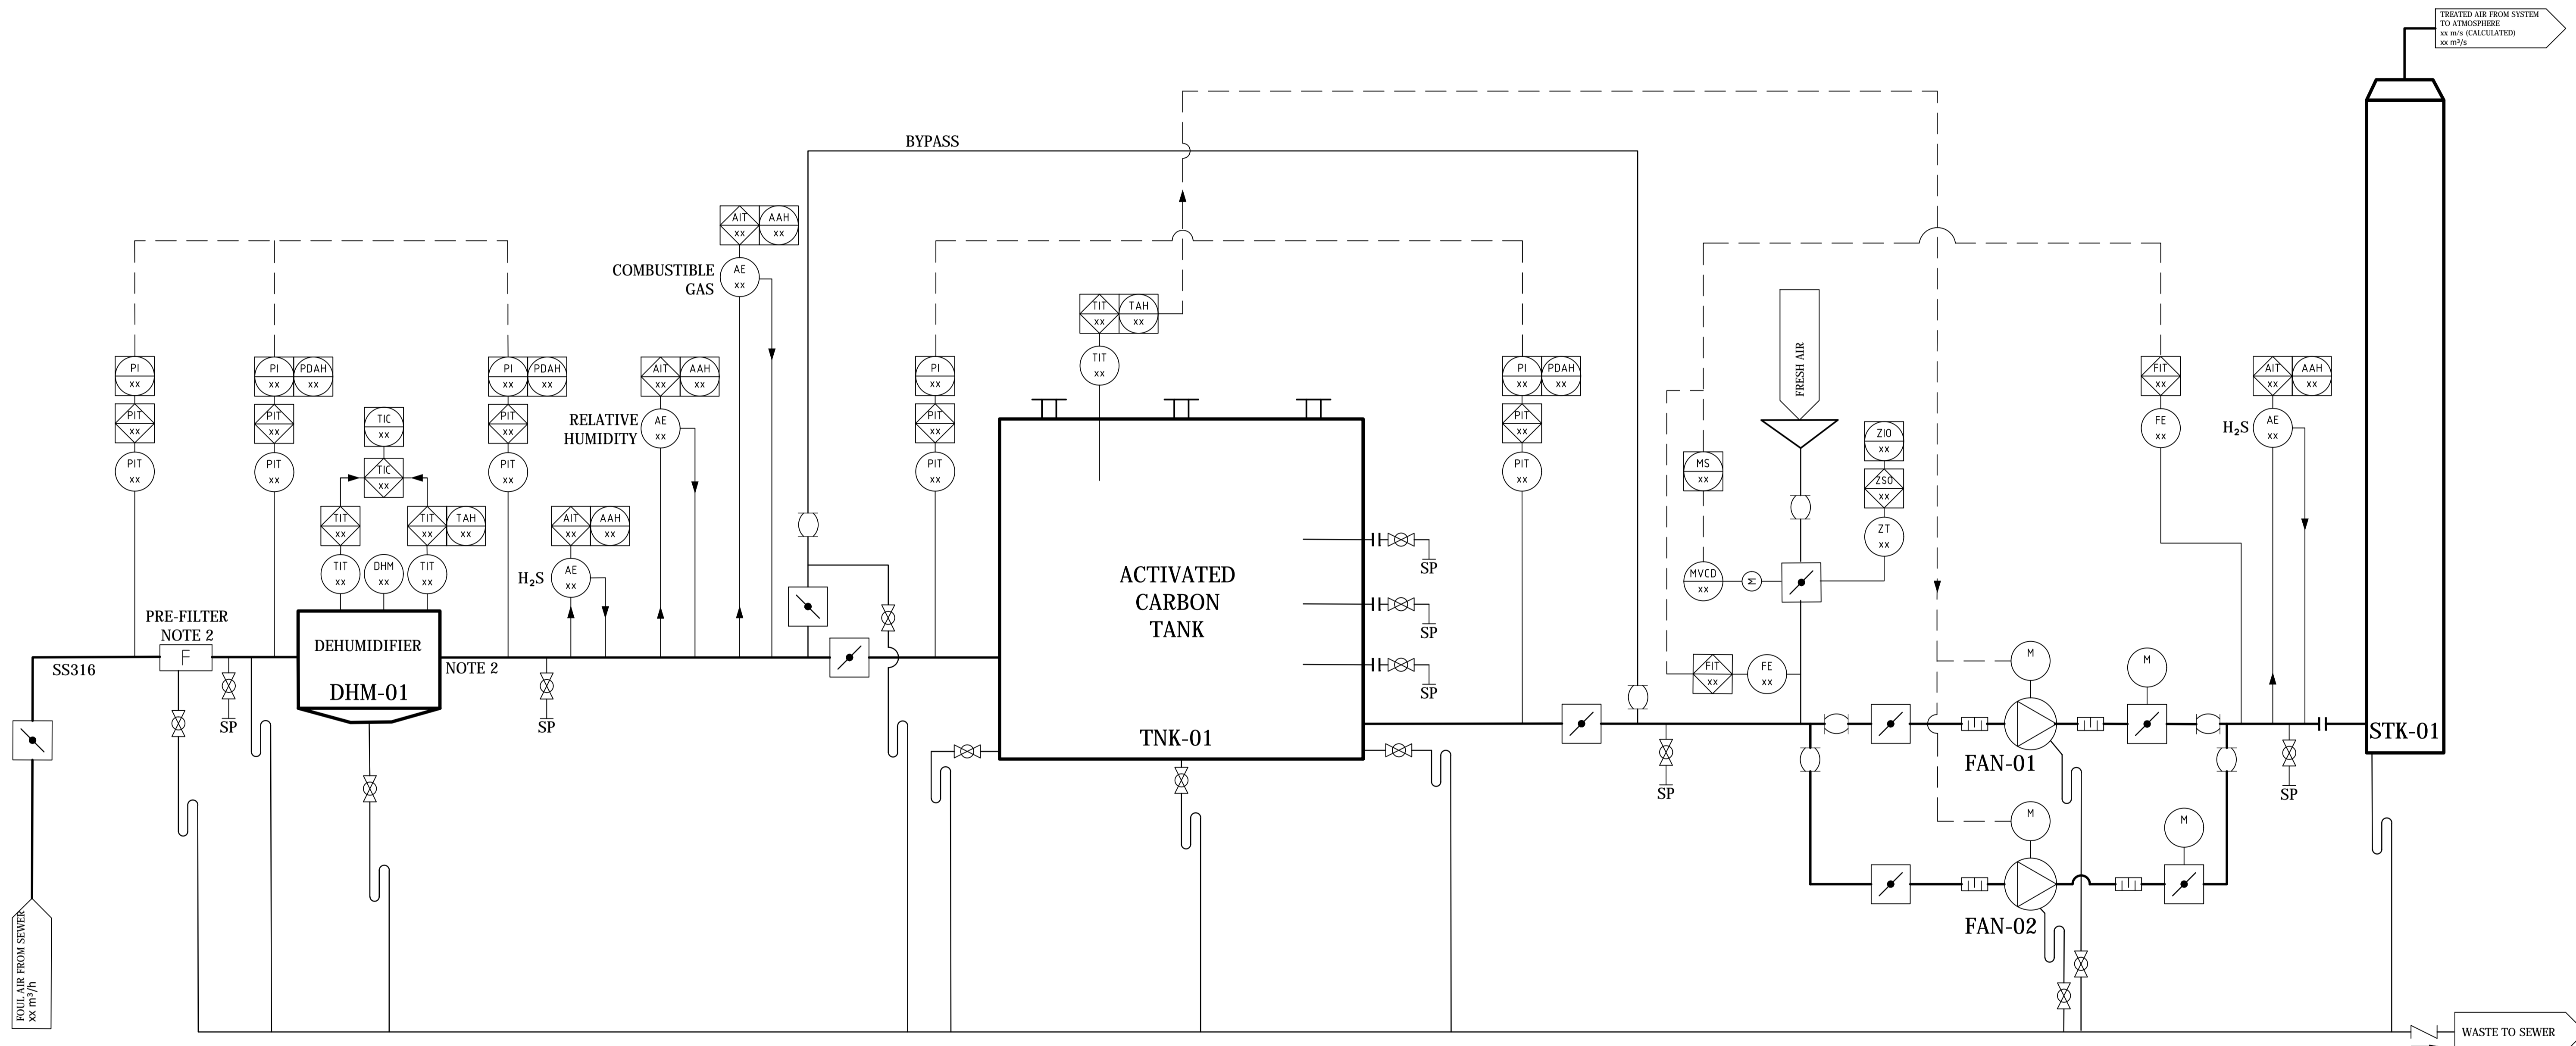 TREATED AIR FROM SYSTEM
TO ATMOSPHERE
xx m/s (CALCULATED)
xx m³/s
BYPASS
AIT
xx
AAH
xx
COMBUSTIBLE
GAS
AE
xx
TIT
xx
TAH
xx
TIT
xx
FRESH AIR
PI
xx
PIT
xx
PIT
xx
PI
xx
PDAH
xx
PIT
xx
PIT
xx
TIC
xx
TIC
xx
PI
xx
PDAH
xx
PIT
xx
PIT
xx
AIT
xx
AAH
xx
RELATIVE
HUMIDITY
AE
xx
PI
xx
PIT
xx
PIT
xx
PI
xx
PDAH
xx
PIT
xx
PIT
xx
MS
xx
ZIO
xx
ZSO
xx
ZT
xx
FIT
xx
FE
xx
AIT
xx
AAH
xx
H₂S
AE
xx
TIT
xx
TIT
xx
TAH
xx
TIT
xx
DHM
xx
TIT
xx
AIT
xx
AAH
xx
H₂S
AE
xx
MVCD
xx
M
ACTIVATED
CARBON
TANK
TNK-01
SP
SP
SP
PRE-FILTER
NOTE 2
F
SS316
SP
DEHUMIDIFIER
DHM-01
NOTE 2
SP
FIT
xx
FE
xx
M
M
FAN-01
STK-01
SP
SP
M
M
FAN-02
FOUL AIR FROM SEWER
xx m³/h
WASTE TO SEWER